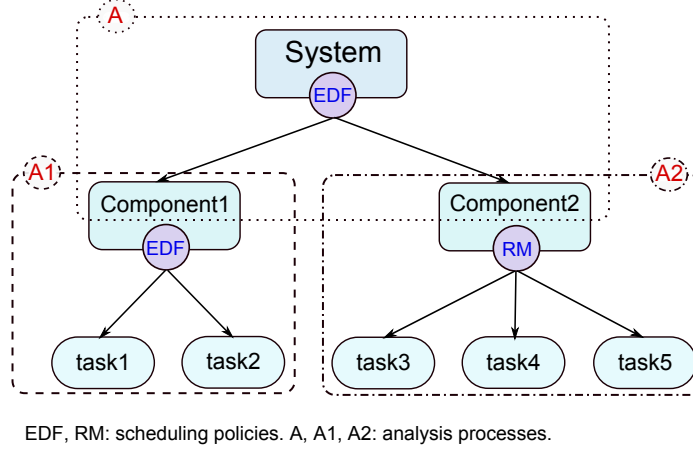 A
System
EDF
A1
A2
Component1
Component2
EDF
RM
task1
task2
task3
task4
task5
EDF, RM: scheduling policies. A, A1, A2: analysis processes.